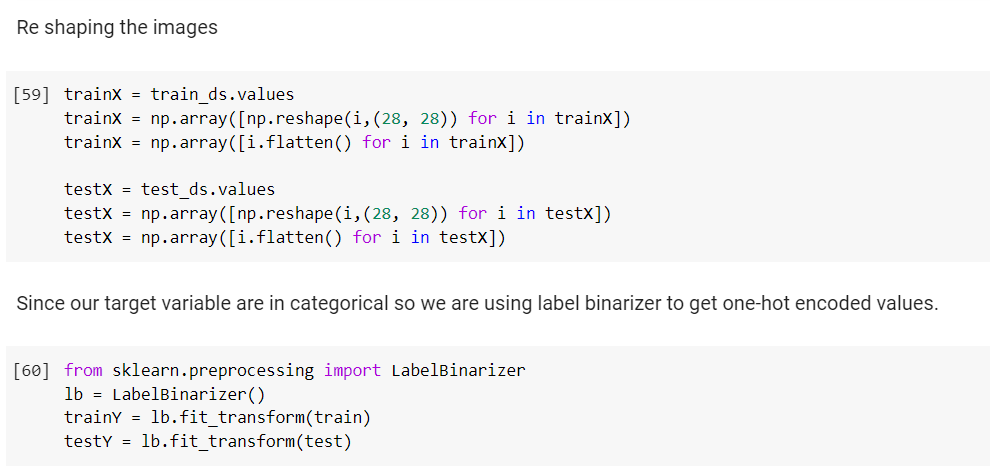 Re shaping the images
[59] trainX = train_ds.values
trainX = np.array([np.reshape(i,(28, 28)) for i in trainX])
trainX = np.array([i.flatten() for i in trainX])
testX = test_ds.values
testX = np.array([np.reshape(i,(28, 28)) for i in testX])
testX = np.array([i.flatten() for i in testX])
Since our target variable are in categorical so we are using label binarizer to get one-hot encoded values.
[60] from sklearn.preprocessing import LabelBinarizer
lb = LabelBinarizer()
trainY = lb.fit_transform(train)
testY = lb.fit_transform(test)